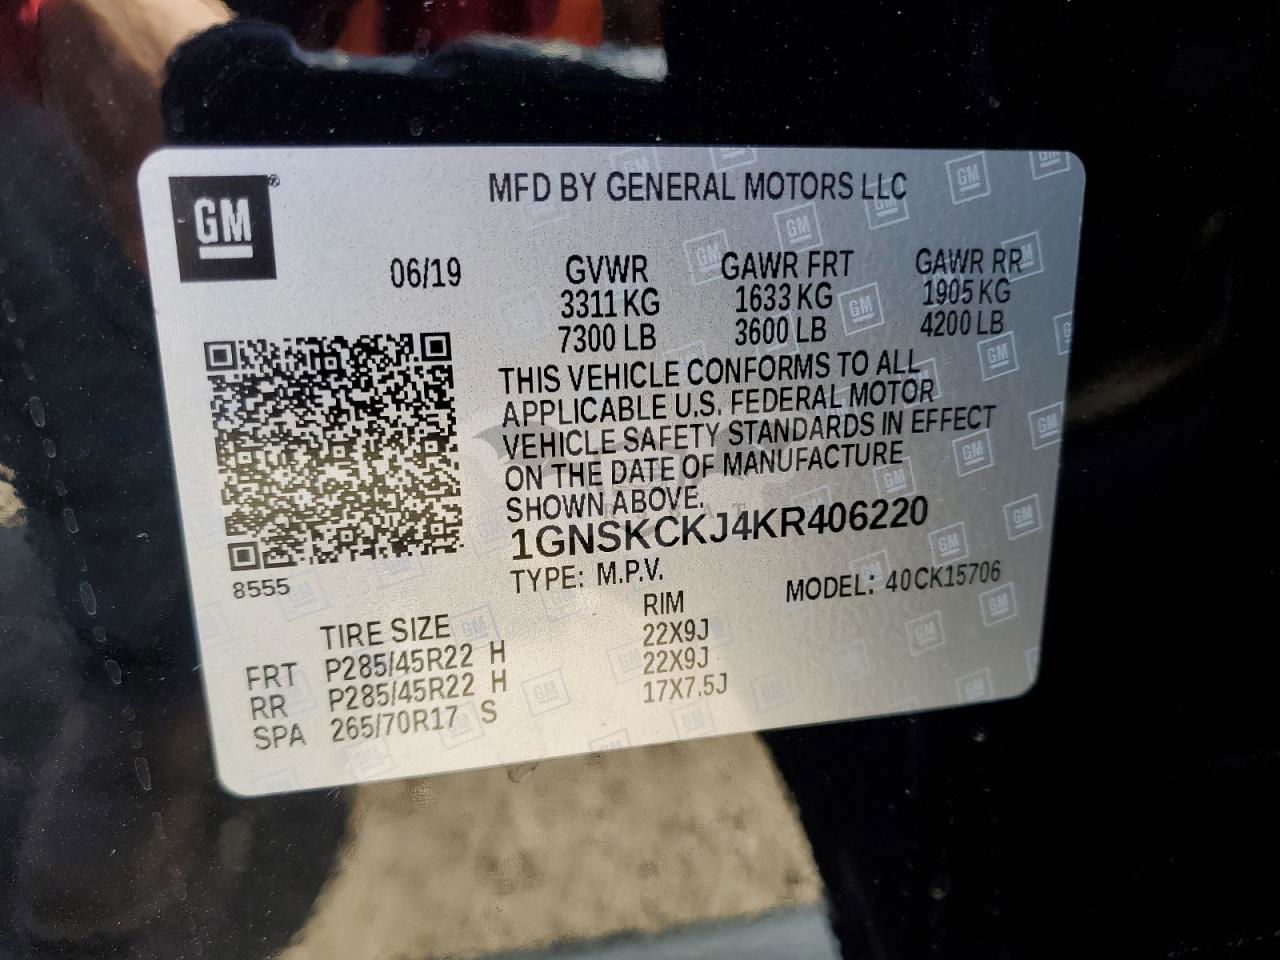 GM®
MFD BY GENERAL MOTORS LLC
06/19
GVWR GAWR FRT GAWR RR
3311 KG 1633 KG 1905 KG
7300 LB 3600 LB 4200 LB
THIS VEHICLE CONFORMS TO ALL
APPLICABLE U.S. FEDERAL MOTOR
VEHICLE SAFETY STANDARDS IN EFFECT
ON THE DATE OF MANUFACTURE
SHOWN ABOVE.
1GNSKCKJ4KR406220
8555
TYPE: M.P.V. MODEL: 40CK15706
TIRE SIZE RIM
FRT P285/45R22 H 22X9J
RR P285/45R22 H 22X9J
SPA 265/70R17 S 17X7.5J